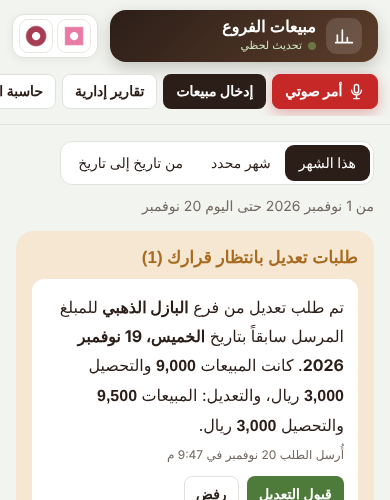 مبيعات الفروع
تحديث لحظي
أمر صوتي
إدخال مبيعات
تقارير إدارية
حاسبة ا
هذا الشهر
شهر محدد
من تاريخ إلى تاريخ
من 1 نوفمبر 2026 حتى اليوم 20 نوفمبر
طلبات تعديل بانتظار قرارك (1)
تم طلب تعديل من فرع البازل الذهبي للمبلغ
المرسل سابقاً بتاريخ الخميس، 19 نوفمبر
2026. كانت المبيعات 9,000 والتحصيل
3,000 ريال، والتعديل: المبيعات 9,500
والتحصيل 3,000 ريال.
أُرسل الطلب 20 نوفمبر في 9:47 م
قبول التعديل
رفض